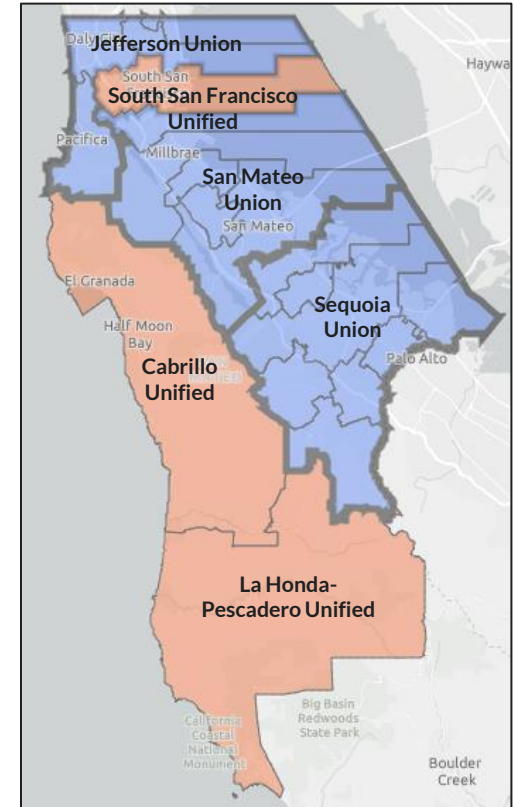 Daly City
Jefferson Union
South San
South San Francisco
Unified
Haywa
Pacifica
Millbrae
San Mateo
Union
San Mateo
El Granada
Sequoia
Union
Half Moon
Bay
Palo Alto
Cabrillo
Unified
La Honda-
Pescadero Unified
Big Basin
Redwoods
State Park
California
Coastal
National
Monument
Boulder
Creek